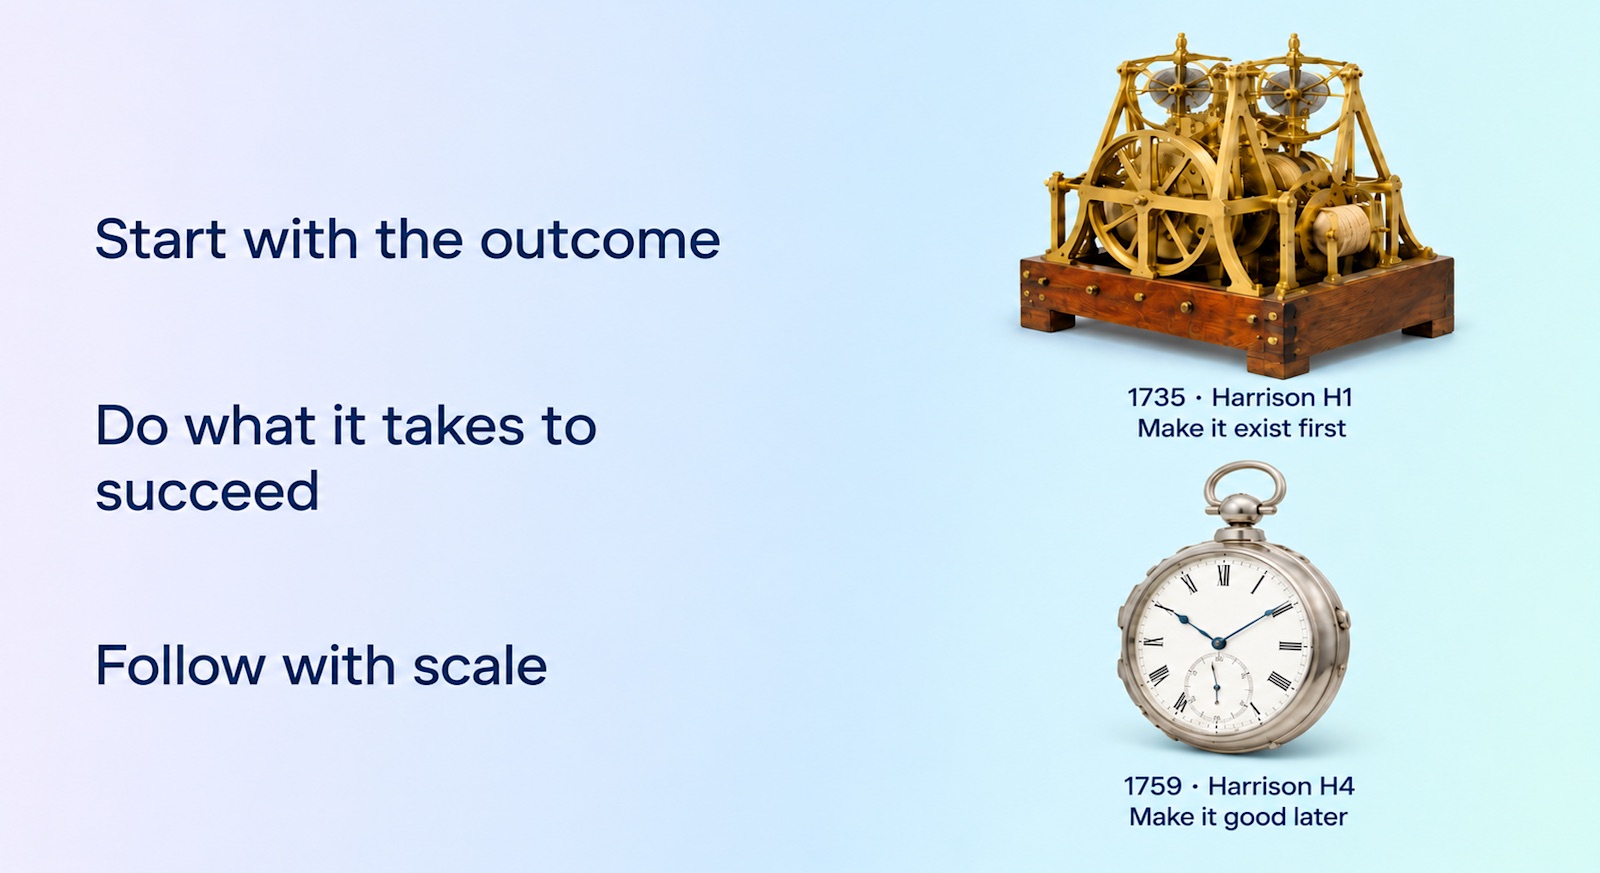 Start with the outcome
Do what it takes to
succeed
Follow with scale
1735 · Harrison H1
Make it exist first
1759 · Harrison H4
Make it good later